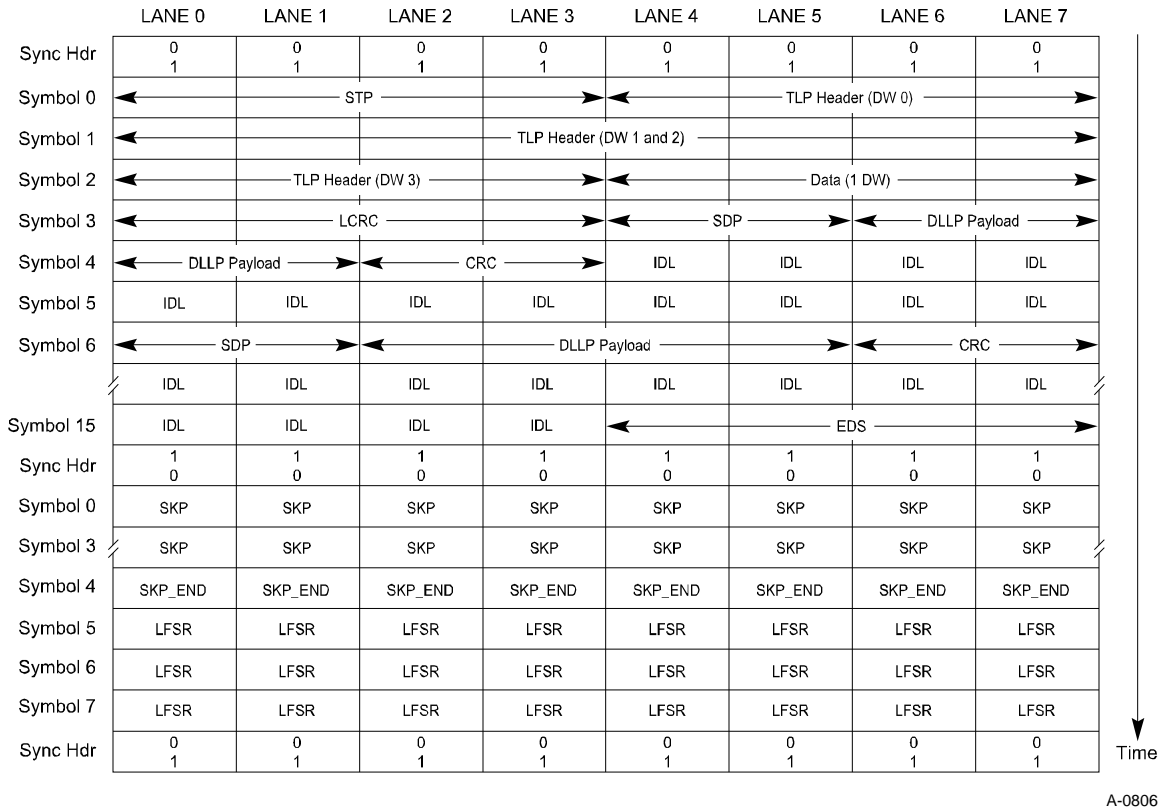 LANE 0 LANE 1 LANE 2 LANE 3 LANE 4 LANE 5 LANE 6 LANE 7
Sync Hdr 0 0 0 0 0 0 0 0
1 1 1 1 1 1 1 1
Symbol 0 STP TLP Header (DW 0)
Symbol 1 TLP Header (DW 1 and 2)
Symbol 2 TLP Header (DW 3) Data (1 DW)
Symbol 3 LCRC SDP DLLP Payload
Symbol 4 DLLP Payload CRC IDL IDL IDL IDL
Symbol 5 IDL IDL IDL IDL IDL IDL IDL IDL
Symbol 6 SDP DLLP Payload CRC
IDL IDL IDL IDL IDL IDL IDL IDL
Symbol 15 IDL IDL IDL IDL EDS
Sync Hdr 1 1 1 1 1 1 1 1
0 0 0 0 0 0 0 0
Symbol 0 SKP SKP SKP SKP SKP SKP SKP SKP
Symbol 3 SKP SKP SKP SKP SKP SKP SKP SKP
Symbol 4 SKP_END SKP_END SKP_END SKP_END SKP_END SKP_END SKP_END SKP_END
Symbol 5 LFSR LFSR LFSR LFSR LFSR LFSR LFSR LFSR
Symbol 6 LFSR LFSR LFSR LFSR LFSR LFSR LFSR LFSR
Symbol 7 LFSR LFSR LFSR LFSR LFSR LFSR LFSR LFSR
Sync Hdr 0 0 0 0 0 0 0 0
1 1 1 1 1 1 1 1
Time
A-0806